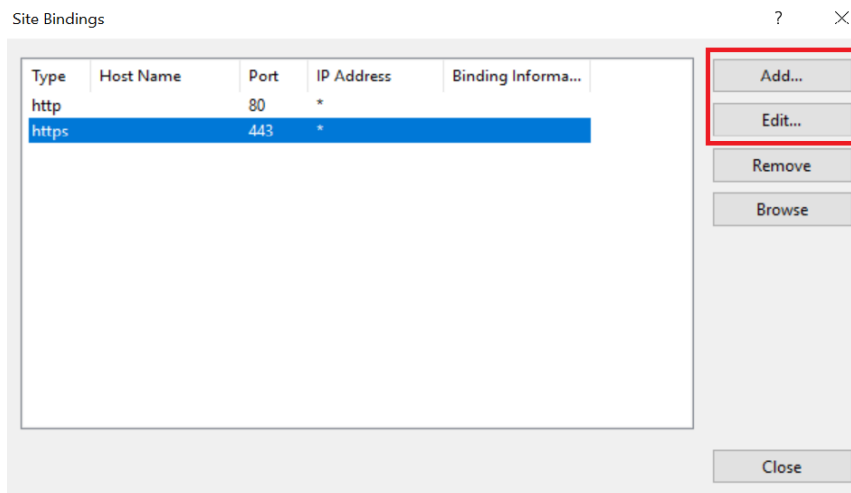 Site Bindings ?
Type Host Name Port IP Address Binding Informa...
http 80 *
https 443 *
Add...
Edit...
Remove
Browse
Close